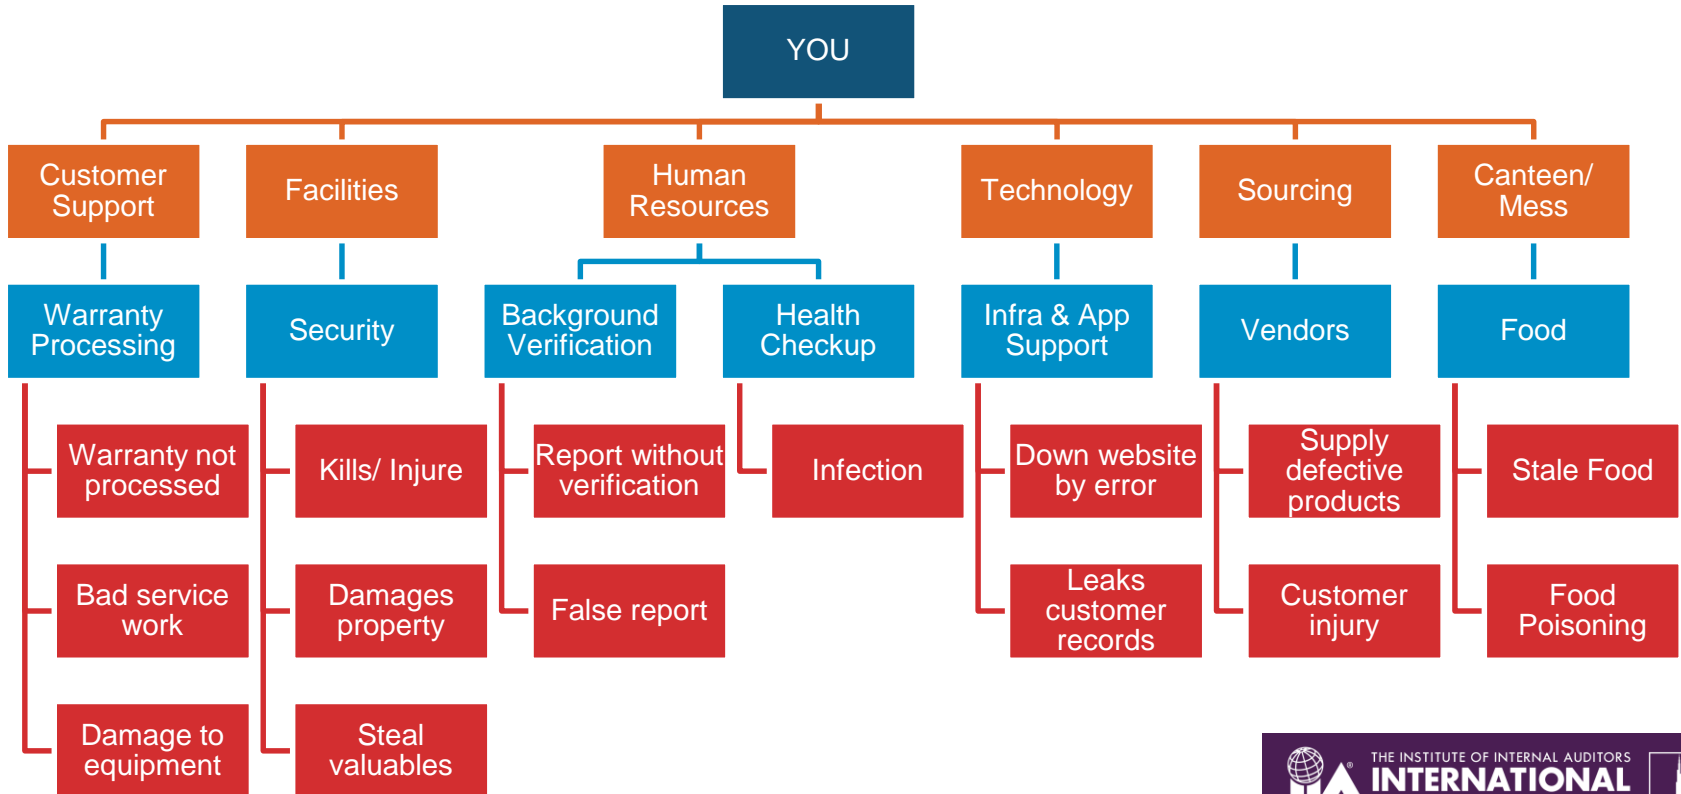 YOU
Customer
Support
Facilities
Human
Resources
Technology
Sourcing
Canteen/
Mess
Warranty
Processing
Security
Background
Verification
Health
Checkup
Infra & App
Support
Vendors
Food
Warranty not
processed
Kills/ Injure
Report without
verification
Infection
Down website
by error
Supply
defective
products
Stale Food
Bad service
work
Damages
property
False report
Leaks
customer
records
Customer
injury
Food
Poisoning
Damage to
equipment
Steal
valuables
IIA
THE INSTITUTE OF INTERNAL AUDITORS
INTERNATIONAL